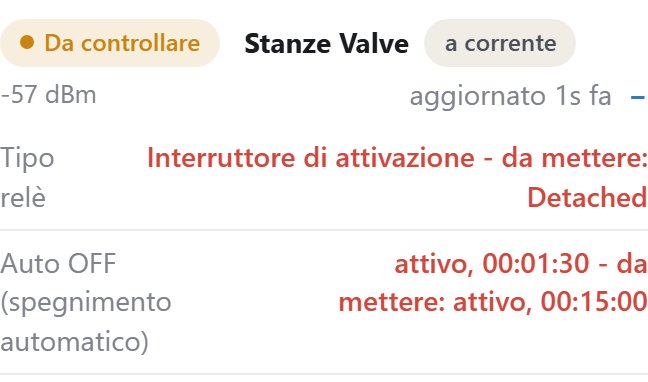 Da controllare Stanze Valve a corrente
-57 dBm aggiornato 1s fa –
Tipo relè Interruttore di attivazione - da mettere: Detached
Auto OFF (spegnimento automatico) attivo, 00:01:30 - da mettere: attivo, 00:15:00